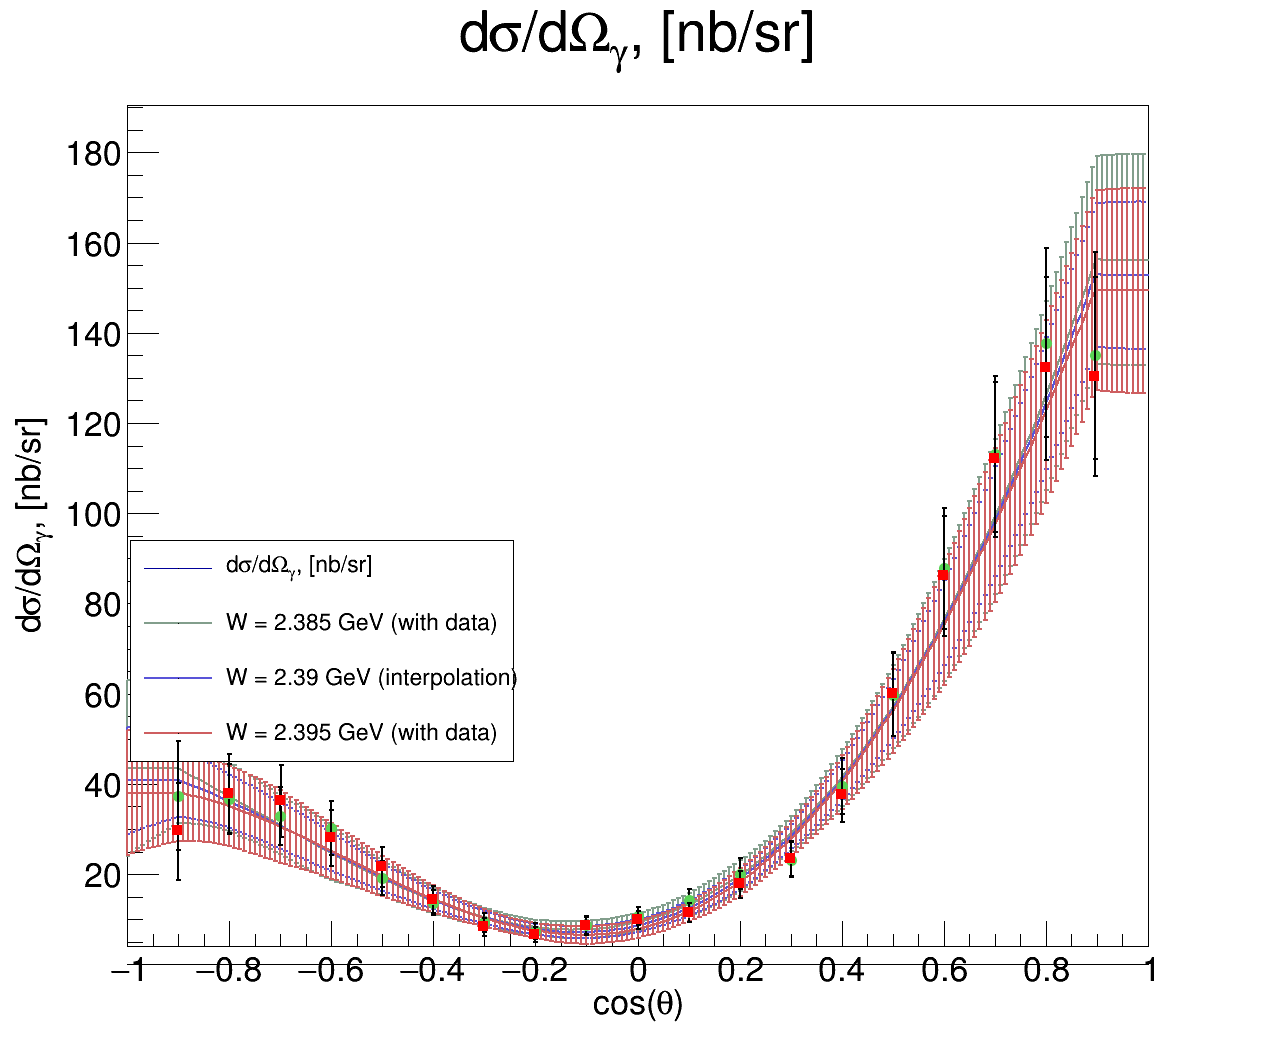 dσ/dΩγ, [nb/sr]
dσ/dΩγ, [nb/sr]
180
160
140
120
100
80
60
40
20
dσ/dΩγ, [nb/sr]
W = 2.385 GeV (with data)
W = 2.39 GeV (interpolation)
W = 2.395 GeV (with data)
−1 −0.8 −0.6 −0.4 −0.2 0 0.2 0.4 0.6 0.8 1
cos(θ)